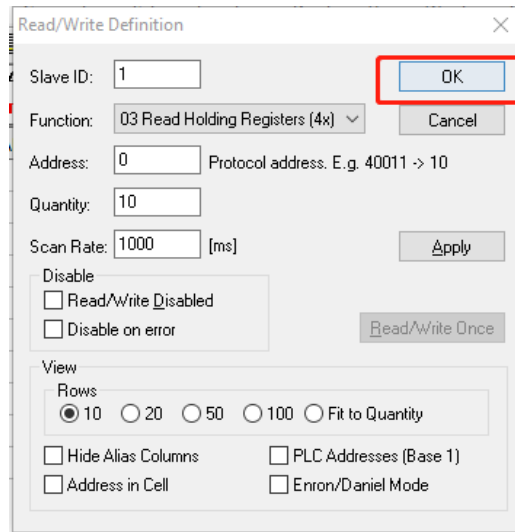 Read/Write Definition
Slave ID: 1 OK
Function: 03 Read Holding Registers (4x) Cancel
Address: 0 Protocol address. E.g. 40011 -> 10
Quantity: 10
Scan Rate: 1000 [ms] Apply
Disable
Read/Write Disabled
Disable on error Read/Write Once
View
Rows
10 20 50 100 Fit to Quantity
Hide Alias Columns PLC Addresses (Base 1)
Address in Cell Enron/Daniel Mode